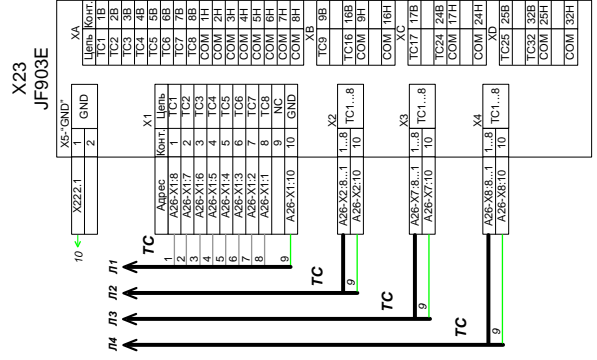 X23
JF903E
X5-"GND"
X222.1 1 GND
2
10
XA
Цепь Конт.
TC1 1B
TC2 2B
TC3 3B
TC4 4B
TC5 5B
TC6 6B
TC7 7B
TC8 8B
COM 1H
COM 2H
COM 3H
COM 4H
COM 5H
COM 6H
COM 7H
COM 8H
XB
TC9 9B
TC16 16B
COM 9H
COM 16H
XC
TC17 17B
TC24 24B
COM 17H
COM 24H
XD
TC25 25B
TC32 32B
COM 25H
COM 32H
X1
Адрес Конт. Цепь
1 A26-X1:8 1 TC1
2 A26-X1:7 2 TC2
3 A26-X1:6 3 TC3
4 A26-X1:5 4 TC4
5 A26-X1:4 5 TC5
6 A26-X1:3 6 TC6
7 A26-X1:2 7 TC7
8 A26-X1:1 8 TC8
9 NC
9 A26-X1:10 10 GND
X2
A26-X2:8...1 1...8 TC1...8
9 A26-X2:10 10
X3
A26-X7:8...1 1...8 TC1...8
9 A26-X7:10 10
X4
A26-X8:8...1 1...8 TC1...8
9 A26-X8:10 10
Л1 ТС
Л2 ТС
Л3 ТС
Л4 ТС